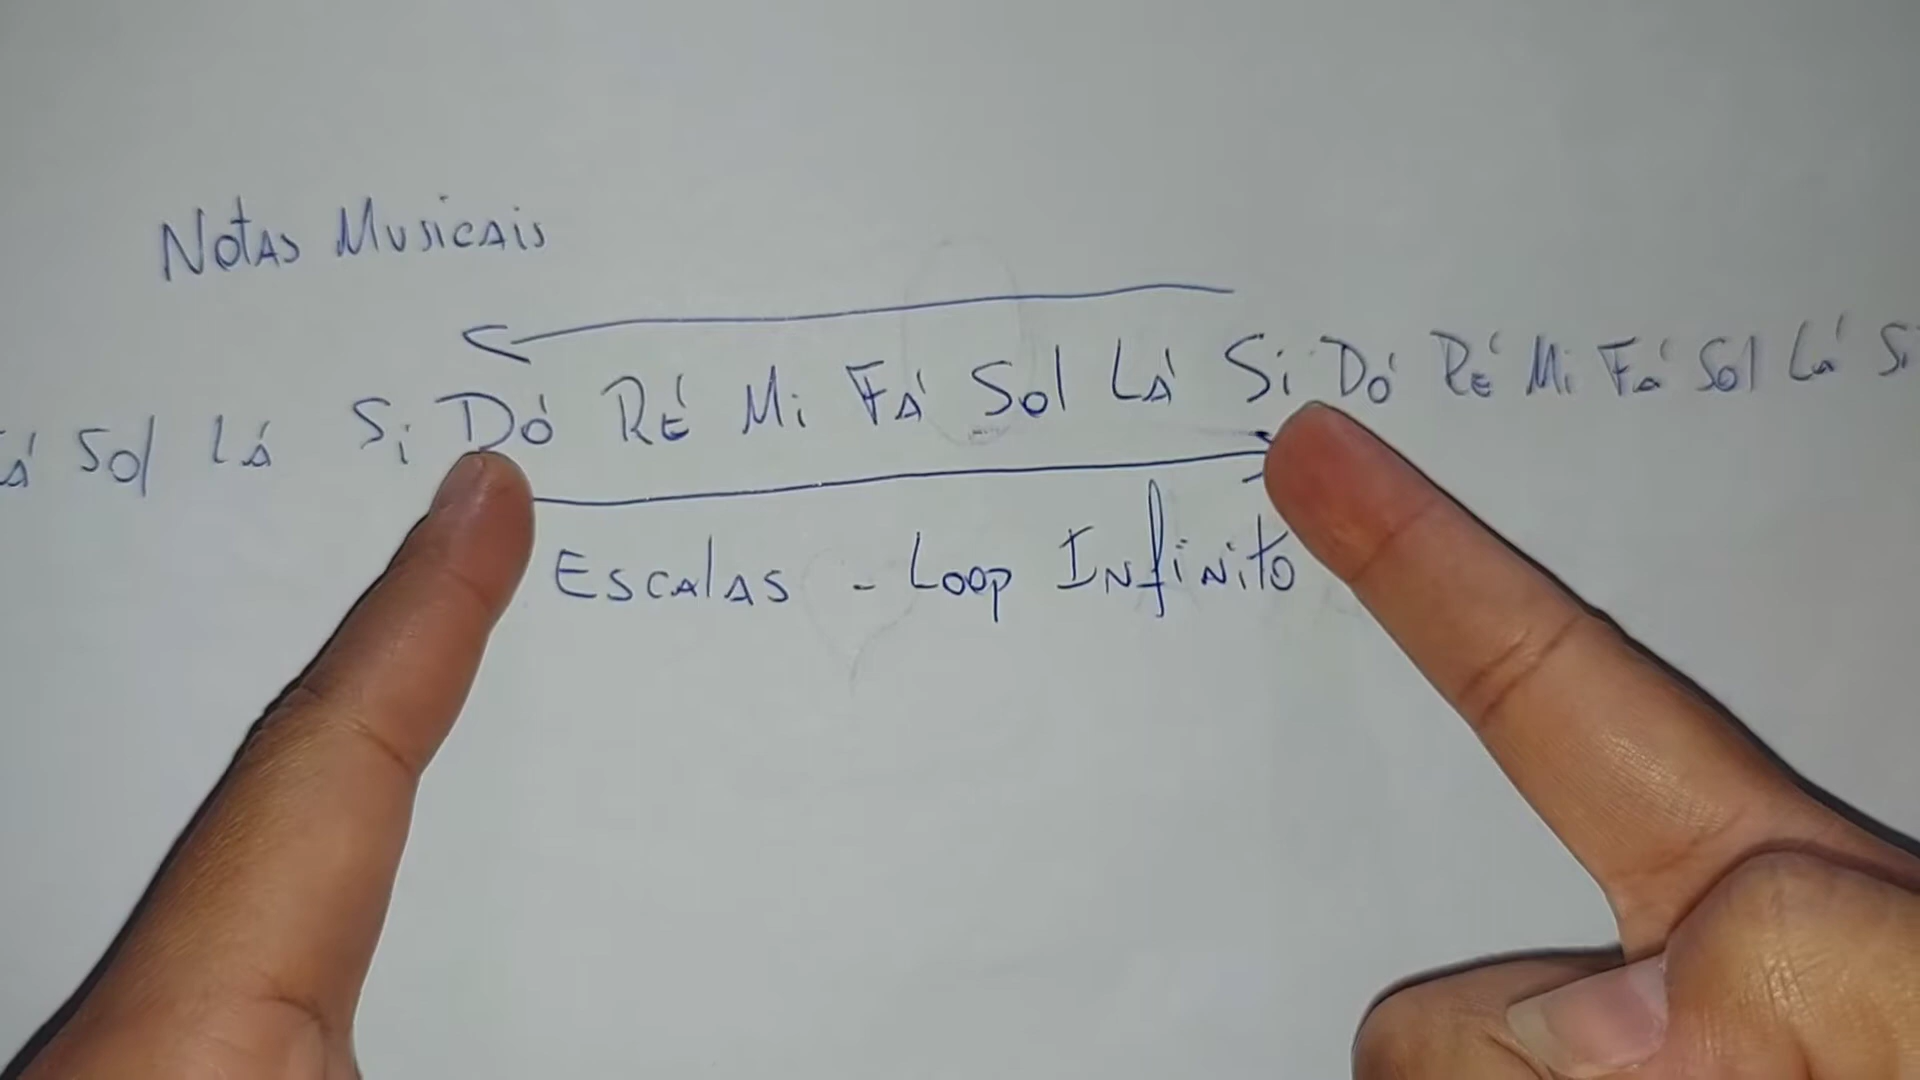 Notas Musicais
Sol Lá Si Dó Ré Mi Fá Sol Lá Si Dó Ré Mi Fá Sol Lá Si
Escalas - Loop Infinito